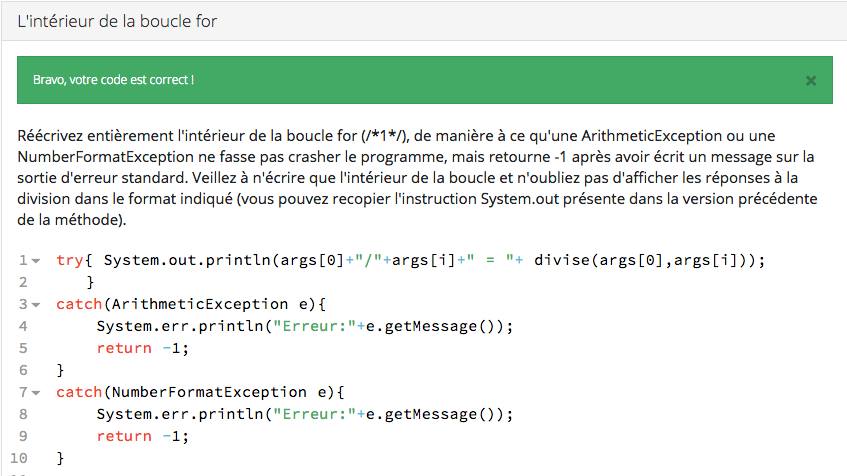 L'intérieur de la boucle for
Bravo, votre code est correct ! ×
Réécrivez entièrement l'intérieur de la boucle for (/*1*/), de manière à ce qu'une ArithmeticException ou une
NumberFormatException ne fasse pas crasher le programme, mais retourne -1 après avoir écrit un message sur la
sortie d'erreur standard. Veillez à n'écrire que l'intérieur de la boucle et n'oubliez pas d'afficher les réponses à la
division dans le format indiqué (vous pouvez recopier l'instruction System.out présente dans la version précédente
de la méthode).
1 try{ System.out.println(args[0]+"/"+args[i]+" = "+ divise(args[0],args[i]));
2 }
3 catch(ArithmeticException e){
4 System.err.println("Erreur:"+e.getMessage());
5 return -1;
6 }
7 catch(NumberFormatException e){
8 System.err.println("Erreur:"+e.getMessage());
9 return -1;
10 }